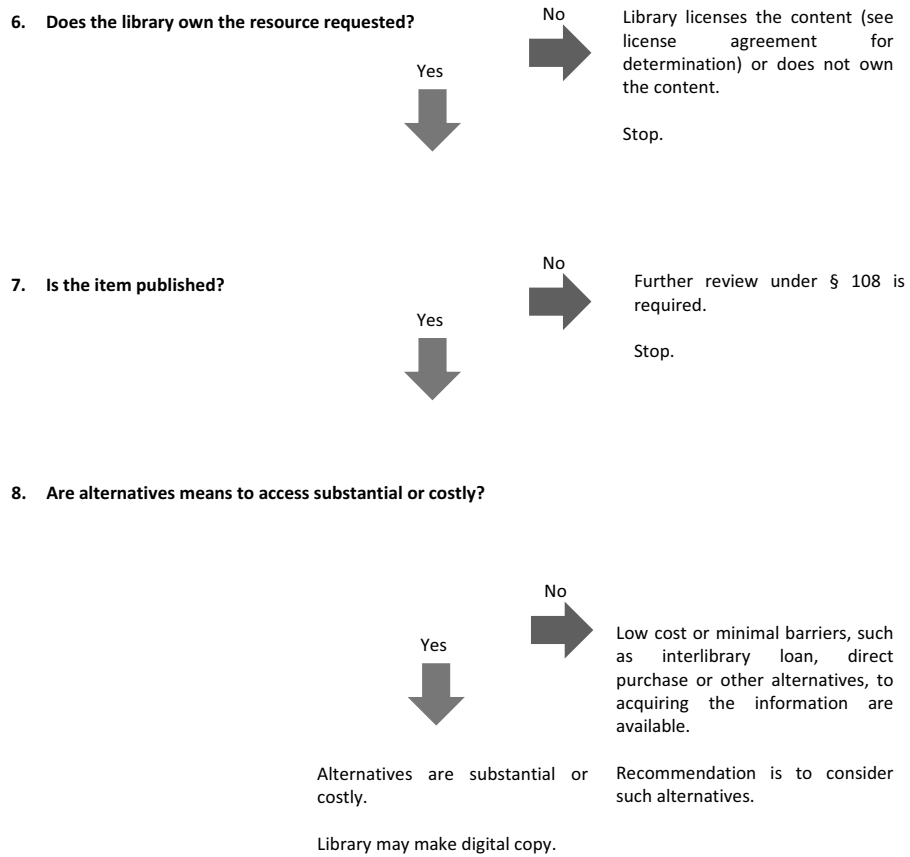 6. Does the library own the resource requested?
No
Library licenses the content (see
license agreement for
determination) or does not own
the content.
Stop.
Yes
7. Is the item published?
No
Further review under § 108 is
required.
Stop.
Yes
8. Are alternatives means to access substantial or costly?
No
Low cost or minimal barriers, such
as interlibrary loan, direct
purchase or other alternatives, to
acquiring the information are
available.
Recommendation is to consider
such alternatives.
Yes
Alternatives are substantial or
costly.
Library may make digital copy.